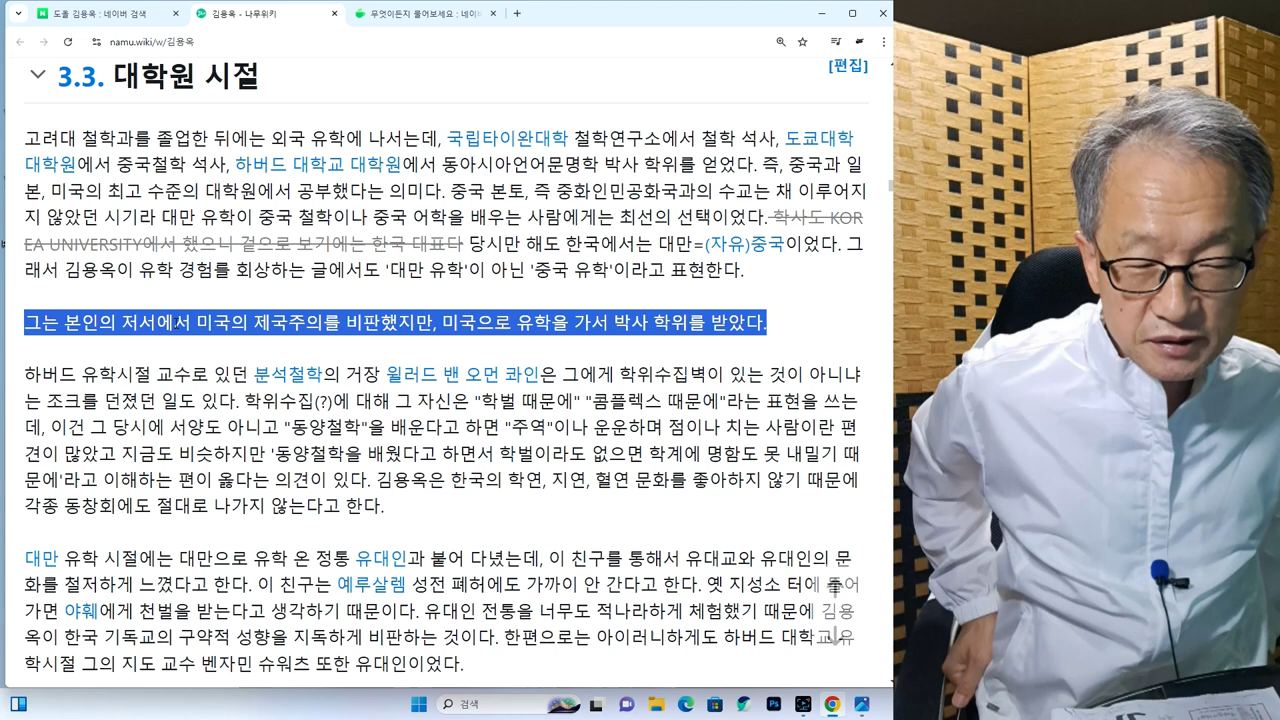 도올 김용옥 : 네이버 검색
김용옥 - 나무위키
무엇이든지 물어보세요 : 네이버
namu.wiki/w/김용옥
3.3. 대학원 시절
[편집]
고려대 철학과를 졸업한 뒤에는 외국 유학에 나서는데, 국립타이완대학 철학연구소에서 철학 석사, 도쿄대학
대학원에서 중국철학 석사, 하버드 대학교 대학원에서 동아시아언어문명학 박사 학위를 얻었다. 즉, 중국과 일
본, 미국의 최고 수준의 대학원에서 공부했다는 의미다. 중국 본토, 즉 중화인민공화국과의 수교는 채 이루어지
지 않았던 시기라 대만 유학이 중국 철학이나 중국 어학을 배우는 사람에게는 최선의 선택이었다. 학사도 KOR
EA UNIVERSITY에서 했으니 겉으로 보기에는 한국 대표다 당시만 해도 한국에서는 대만=(자유)중국이었다. 그
래서 김용옥이 유학 경험를 회상하는 글에서도 '대만 유학'이 아닌 '중국 유학'이라고 표현한다.
그는 본인의 저서에서 미국의 제국주의를 비판했지만, 미국으로 유학을 가서 박사 학위를 받았다.
하버드 유학시절 교수로 있던 분석철학의 거장 윌러드 밴 오먼 콰인은 그에게 학위수집벽이 있는 것이 아니냐
는 조크를 던졌던 일도 있다. 학위수집(?)에 대해 그 자신은 "학벌 때문에" "콤플렉스 때문에"라는 표현을 쓰는
데, 이건 그 당시에 서양도 아니고 "동양철학"을 배운다고 하면 "주역"이나 운운하며 점이나 치는 사람이란 편
견이 많았고 지금도 비슷하지만 '동양철학을 배웠다고 하면서 학벌이라도 없으면 학계에 명함도 못 내밀기 때
문에'라고 이해하는 편이 옳다는 의견이 있다. 김용옥은 한국의 학연, 지연, 혈연 문화를 좋아하지 않기 때문에
각종 동창회에도 절대로 나가지 않는다고 한다.
대만 유학 시절에는 대만으로 유학 온 정통 유대인과 붙어 다녔는데, 이 친구를 통해서 유대교와 유대인의 문
화를 철저하게 느꼈다고 한다. 이 친구는 예루살렘 성전 폐허에도 가까이 안 간다고 한다. 옛 지성소 터에 들어
가면 야훼에게 천벌을 받는다고 생각하기 때문이다. 유대인 전통을 너무도 적나라하게 체험했기 때문에 김용
옥이 한국 기독교의 구약적 성향을 지독하게 비판하는 것이다. 한편으로는 아이러니하게도 하버드 대학교 유
학시절 그의 지도 교수 벤자민 슈워츠 또한 유대인이었다.
검색